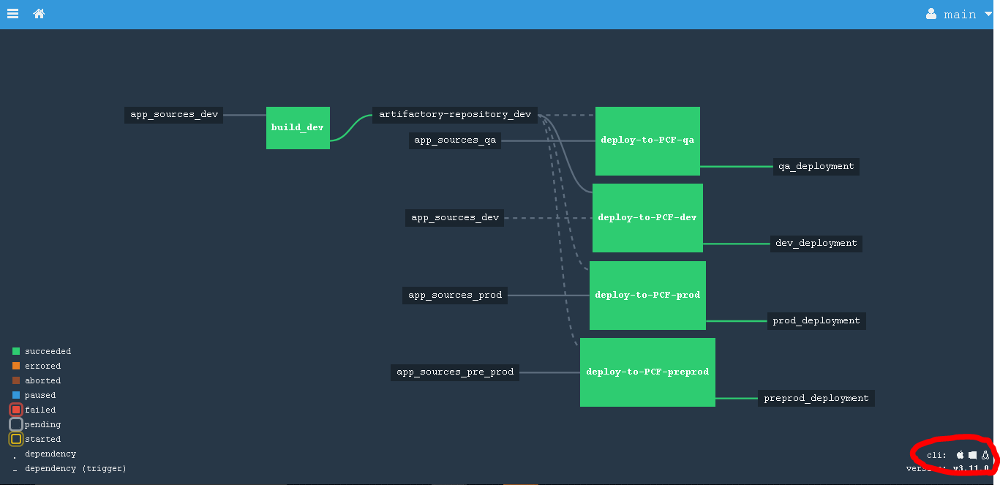 main
app_sources_dev
build_dev
artifactory-repository_dev
app_sources_qa
deploy-to-PCF-qa
qa_deployment
app_sources_dev
deploy-to-PCF-dev
dev_deployment
app_sources_prod
deploy-to-PCF-prod
prod_deployment
app_sources_pre_prod
deploy-to-PCF-preprod
preprod_deployment
succeeded
errored
aborted
paused
failed
pending
started
dependency
dependency (trigger)
cli:
v3.11.0